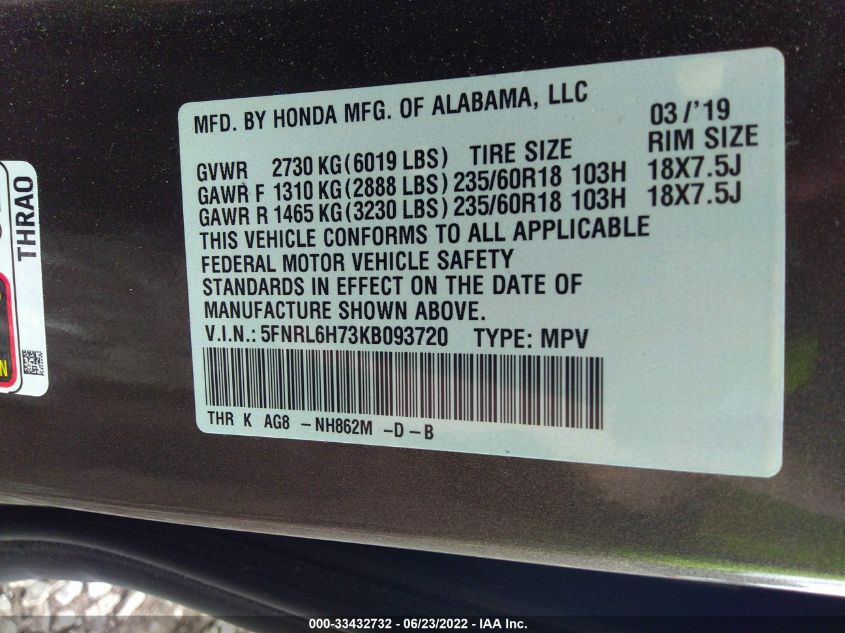 MFD. BY HONDA MFG. OF ALABAMA, LLC 03/'19
GVWR 2730 KG(6019 LBS) TIRE SIZE RIM SIZE
GAWR F 1310 KG(2888 LBS) 235/60R18 103H 18X7.5J
GAWR R 1465 KG(3230 LBS) 235/60R18 103H 18X7.5J
THIS VEHICLE CONFORMS TO ALL APPLICABLE
FEDERAL MOTOR VEHICLE SAFETY
STANDARDS IN EFFECT ON THE DATE OF
MANUFACTURE SHOWN ABOVE.
V.I.N.: 5FNRL6H73KB093720 TYPE: MPV
THR K AG8 -NH862M -D-B
THRAO
000-33432732 - 06/23/2022 - IAA Inc.